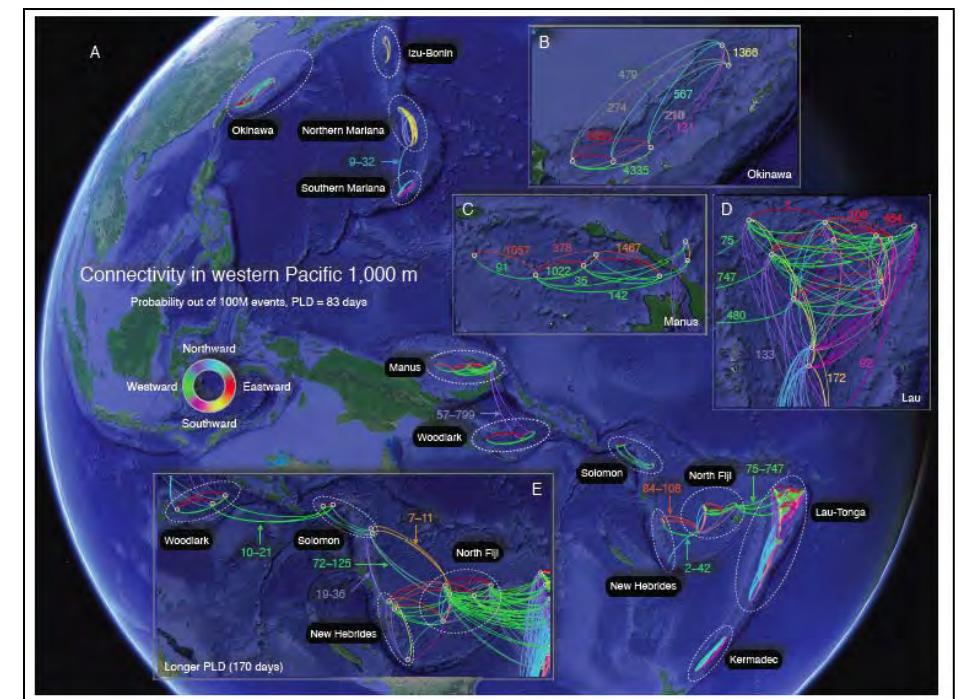 A
Izu-Bonin
Okinawa
Northern Mariana
9–32
Southern Mariana
Connectivity in western Pacific 1,000 m
Probability out of 100M events, PLD = 83 days
Northward
Westward
Eastward
Southward
Manus
57–799
Woodlark
Solomon
North Fiji
75–747
84–108
Lau-Tonga
2–42
New Hebrides
Kermadec
B
1366
479
567
274
210
131
4335
Okinawa
C
1057
378
1467
91
1022
35
142
Manus
D
106
484
75
747
480
133
92
172
Lau
E
Woodlark
Solomon
7–11
10–21
72–125
North Fiji
19-36
New Hebrides
Longer PLD (170 days)